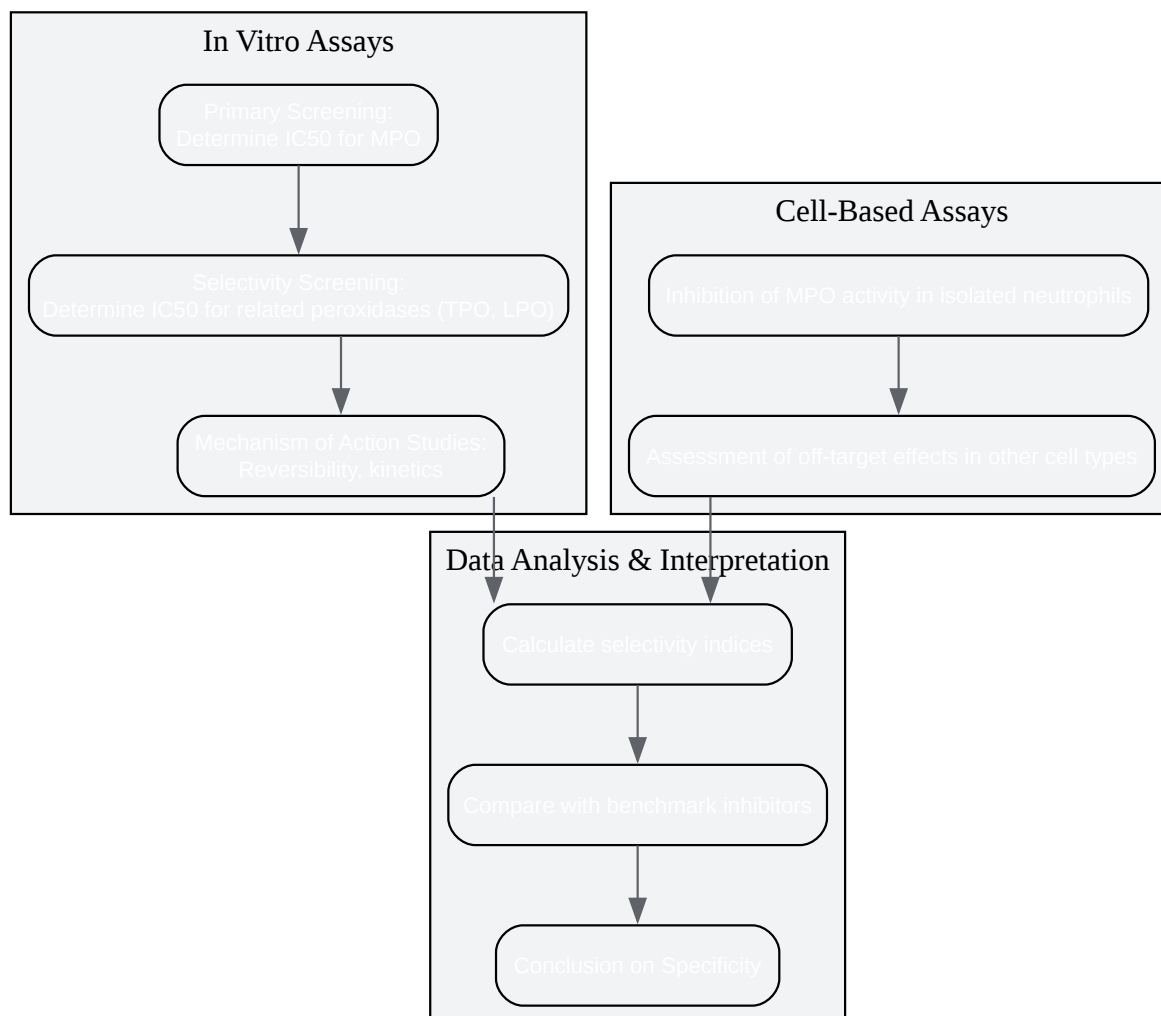 In Vitro Assays
Primary Screening:
Determine IC50 for MPO
Selectivity Screening:
Determine IC50 for related peroxidases (TPO, LPO)
Mechanism of Action Studies:
Reversibility, kinetics
Cell-Based Assays
Inhibition of MPO activity in isolated neutrophils
Assessment of off-target effects in other cell types
Data Analysis & Interpretation
Calculate selectivity indices
Compare with benchmark inhibitors
Conclusion on Specificity